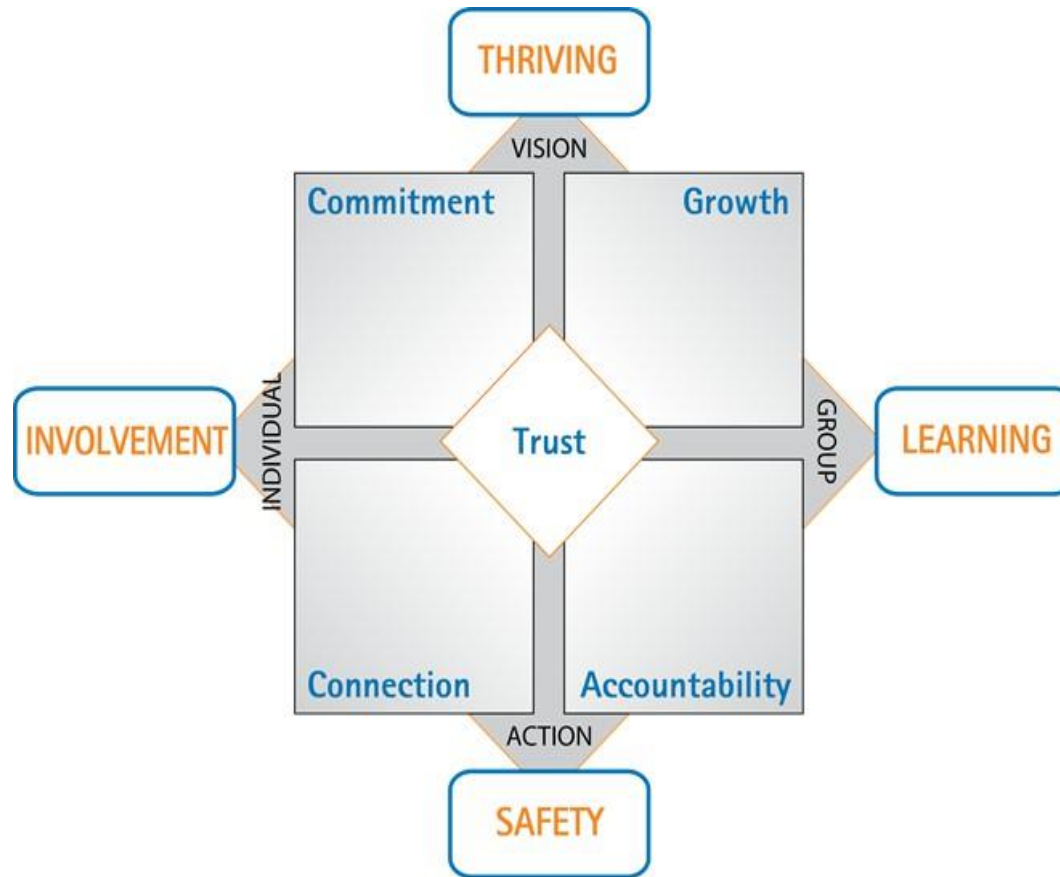 THRIVING
VISION
Commitment
Growth
INVOLVEMENT
INDIVIDUAL
Trust
GROUP
LEARNING
Connection
Accountability
ACTION
SAFETY